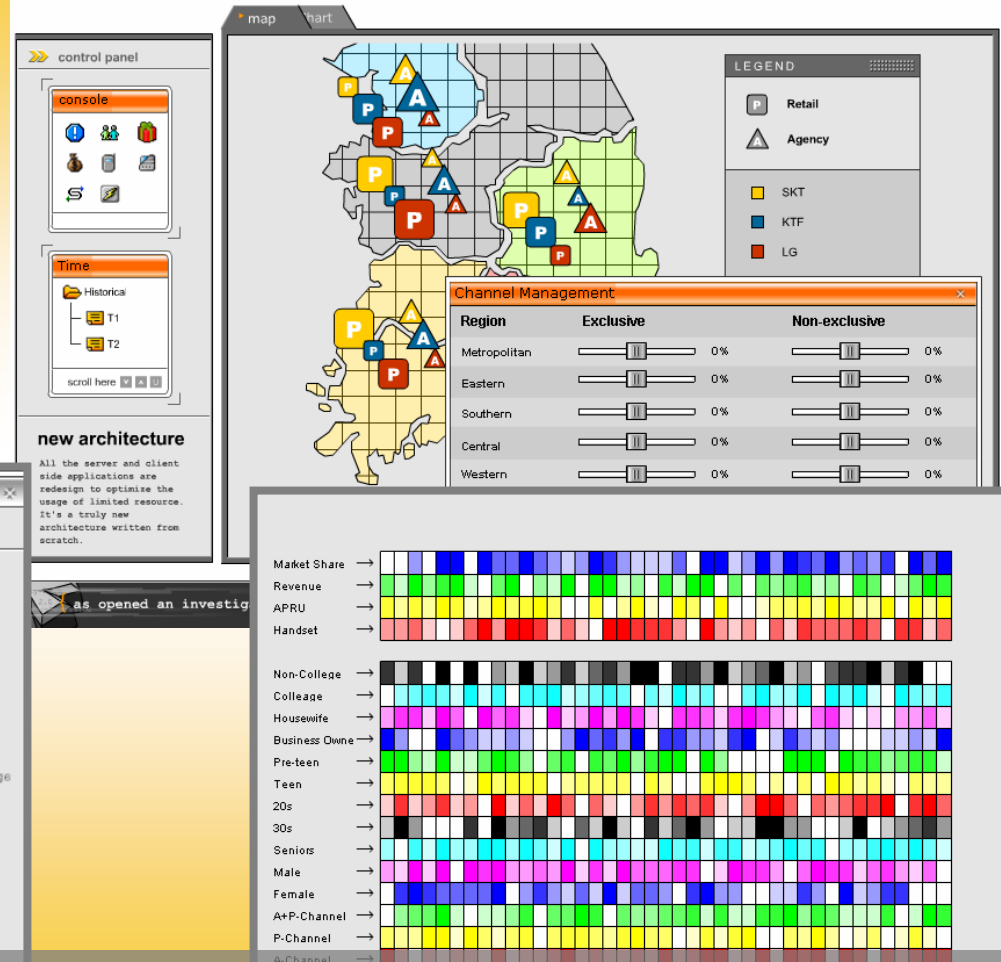 map
chart
control panel
console
Time
Historical
T1
T2
scroll here
new architecture
All the server and client
side applications are
redesign to optimize the
usage of limited resource.
It's a truly new
architecture written from
scratch.
A
P
A
P
A
P
A
P
A
P
A
P
A
P
A
P
A
P
A
P
A
P
A
P
LEGEND
P Retail
A Agency
SKT
KTF
LG
Channel Management
Region Exclusive Non-exclusive
Metropolitan 0% 0%
Eastern 0% 0%
Southern 0% 0%
Central 0% 0%
Western 0% 0%
as opened an investig
Market Share
Revenue
APRU
Handset
Non-College
Colleage
Housewife
Business Owne
Pre-teen
Teen
20s
30s
Seniors
Male
Female
A+P-Channel
P-Channel
A-Channel